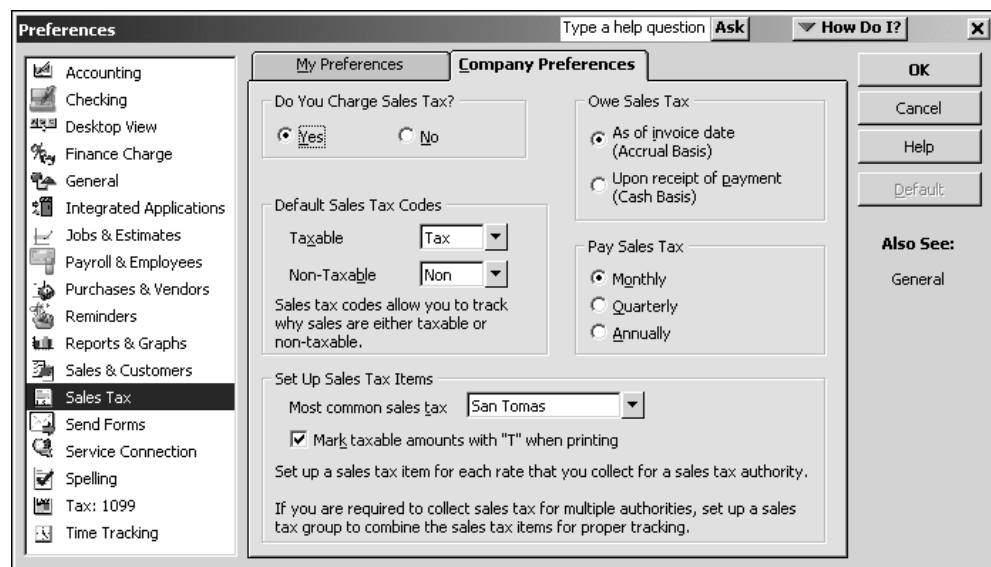 Preferences
Type a help question Ask
How Do I?
Accounting
Checking
Desktop View
Finance Charge
General
Integrated Applications
Jobs & Estimates
Payroll & Employees
Purchases & Vendors
Reminders
Reports & Graphs
Sales & Customers
Sales Tax
Send Forms
Service Connection
Spelling
Tax: 1099
Time Tracking
My Preferences
Company Preferences
Do You Charge Sales Tax?
Yes
No
Default Sales Tax Codes
Taxable
Tax
Non-Taxable
Non
Sales tax codes allow you to track
why sales are either taxable or
non-taxable.
Owe Sales Tax
As of invoice date
(Accrual Basis)
Upon receipt of payment
(Cash Basis)
Pay Sales Tax
Monthly
Quarterly
Annually
Set Up Sales Tax Items
Most common sales tax
San Tomas
Mark taxable amounts with "T" when printing
Set up a sales tax item for each rate that you collect for a sales tax authority.
If you are required to collect sales tax for multiple authorities, set up a sales
tax group to combine the sales tax items for proper tracking.
OK
Cancel
Help
Default
Also See:
General